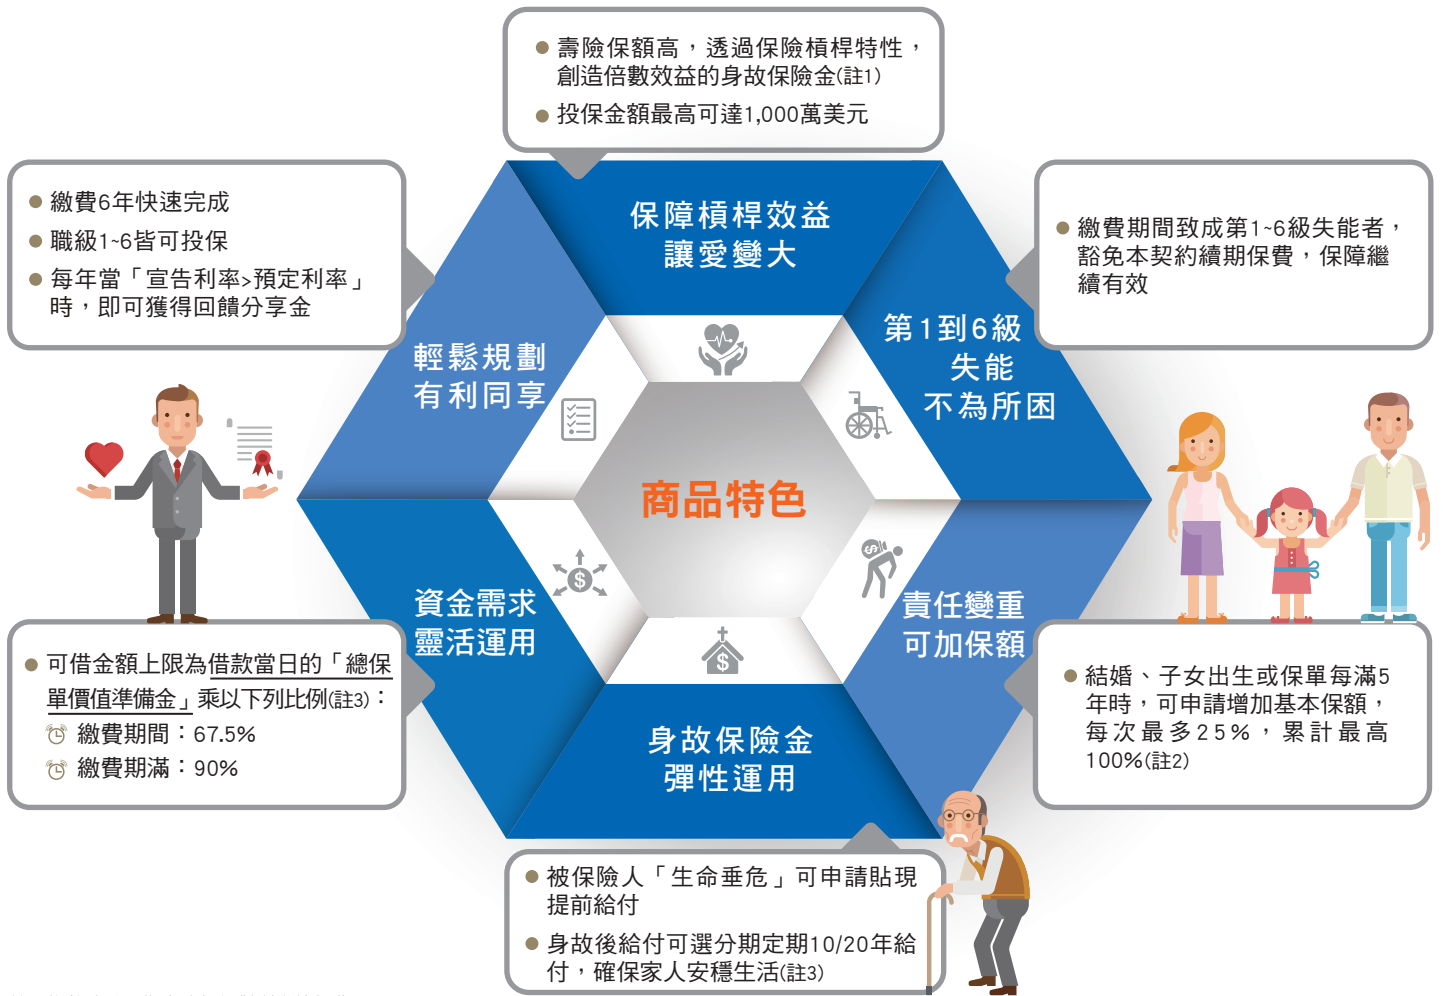 壽險保額高，透過保險槓桿特性，
創造倍數效益的身故保險金(註1)
投保金額最高可達1,000萬美元
繳費6年快速完成
職級1~6皆可投保
每年當「宣告利率>預定利率」
時，即可獲得回饋分享金
繳費期間致成第1~6級失能者，
豁免本契約續期保費，保障繼
續有效
保障槓桿效益
讓愛變大
輕鬆規劃
有利同享
第1到6級
失能
不為所困
商品特色
資金需求
靈活運用
責任變重
可加保額
身故保險金
彈性運用
可借金額上限為借款當日的「總保
單價值準備金」乘以下列比例(註3)：
繳費期間：67.5%
繳費期滿：90%
結婚、子女出生或保單每滿5
年時，可申請增加基本保額，
每次最多25%，累計最高
100%(註2)
被保險人「生命垂危」可申請貼現
提前給付
身故後給付可選分期定期10/20年給
付，確保家人安穩生活(註3)